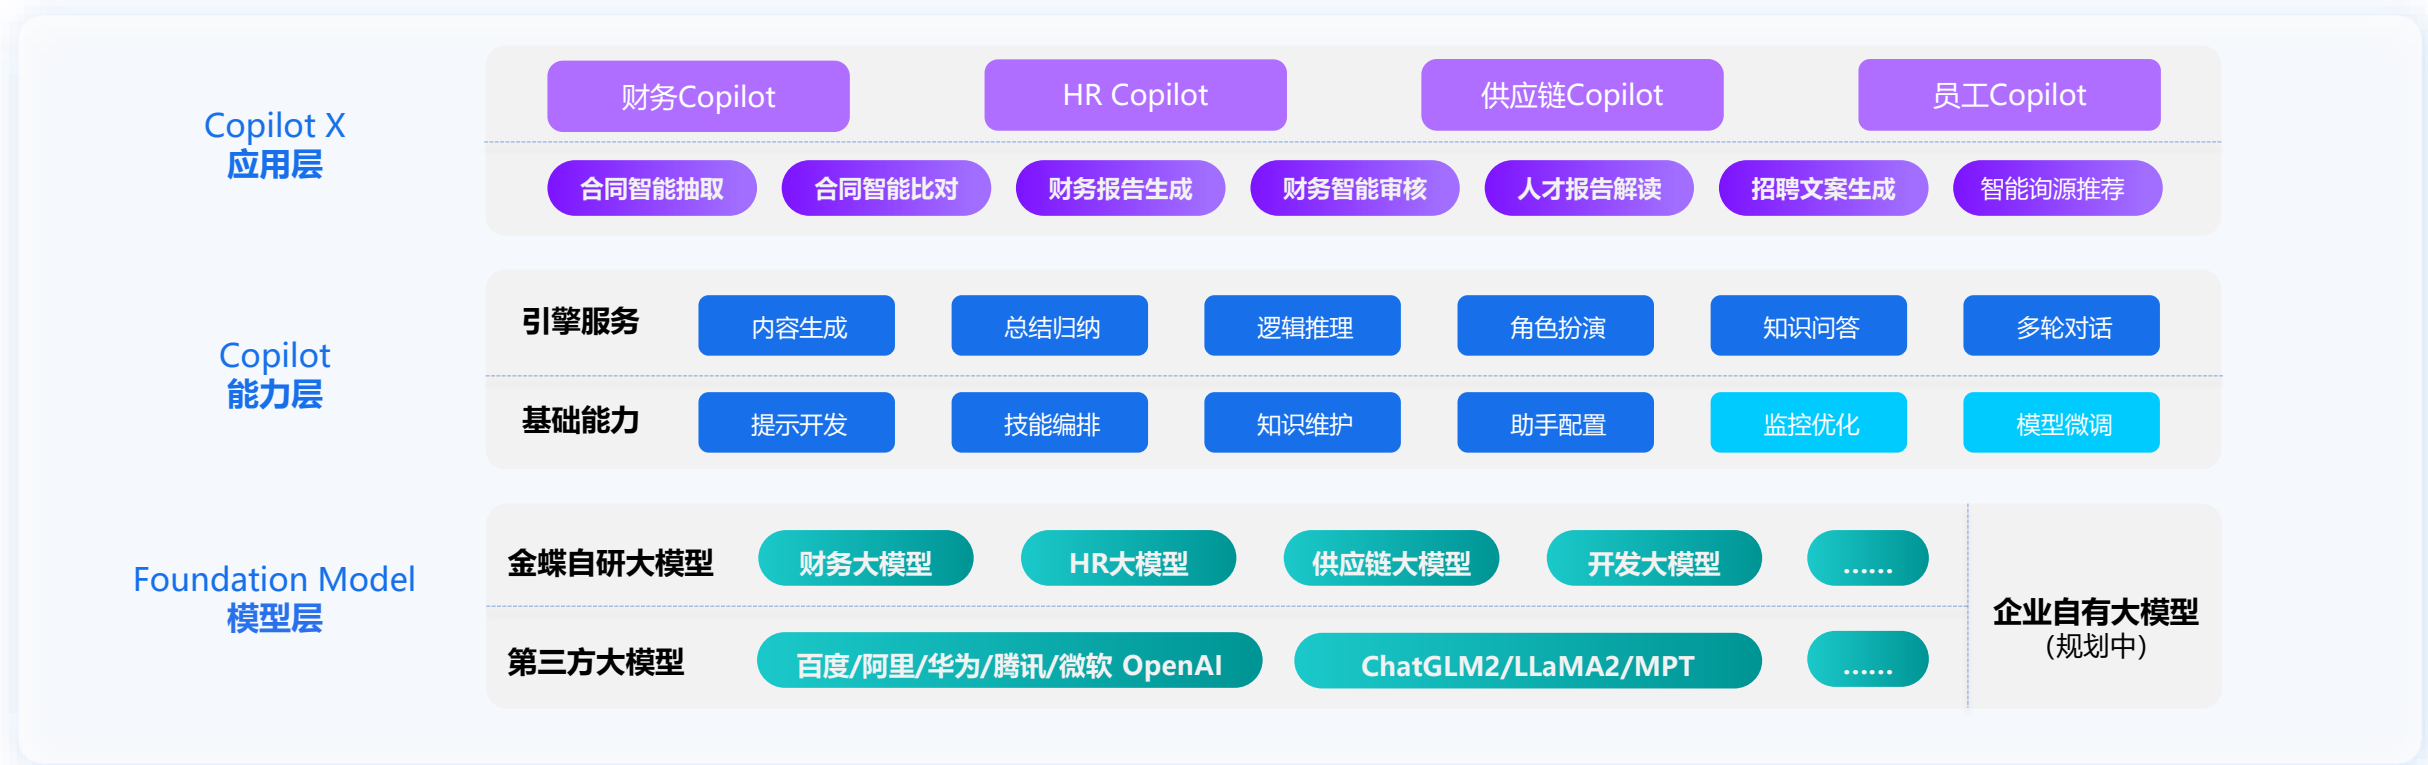 Copilot X
应用层
财务Copilot
HR Copilot
供应链Copilot
员工Copilot
合同智能抽取
合同智能比对
财务报告生成
财务智能审核
人才报告解读
招聘文案生成
智能询源推荐
Copilot
能力层
引擎服务
内容生成
总结归纳
逻辑推理
角色扮演
知识问答
多轮对话
基础能力
提示开发
技能编排
知识维护
助手配置
监控优化
模型微调
Foundation Model
模型层
金蝶自研大模型
财务大模型
HR大模型
供应链大模型
开发大模型
......
第三方大模型
百度/阿里/华为/腾讯/微软 OpenAI
ChatGLM2/LLaMA2/MPT
......
企业自有大模型
(规划中)